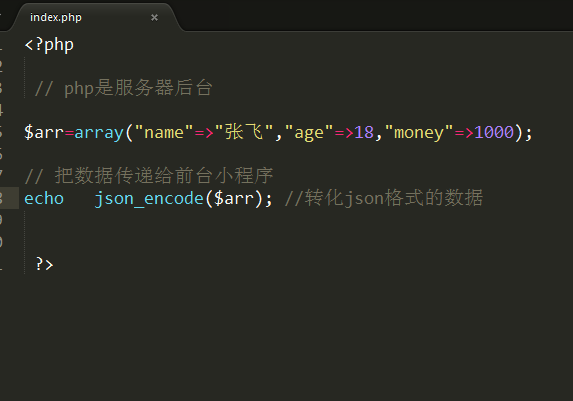 index.php ×
<?php
// php是服务器后台
$arr=array("name"=>"张飞","age"=>18,"money"=>1000);
// 把数据传递给前台小程序
echo   json_encode($arr); //转化json格式的数据
?>